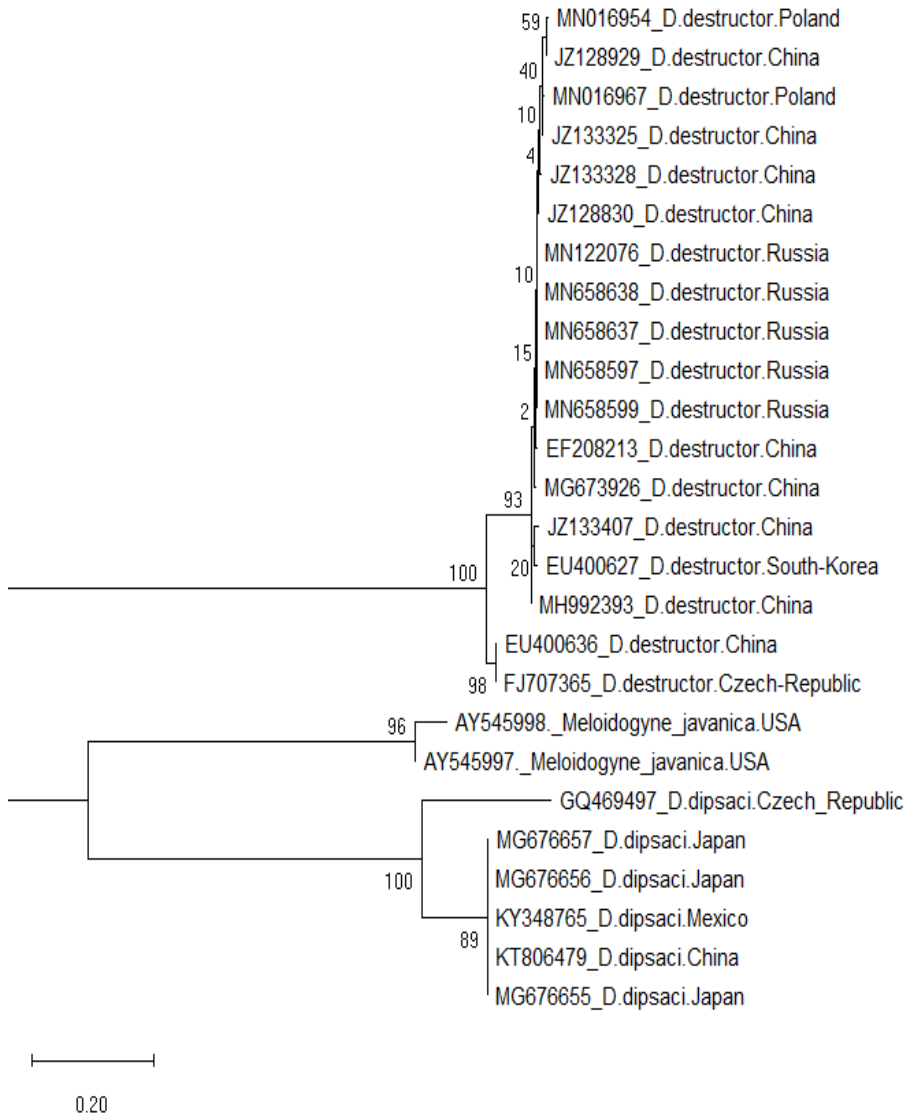 59
MN016954_D.destructor.Poland
JZ128929_D.destructor.China
40
MN016967_D.destructor.Poland
10
JZ133325_D.destructor.China
4
JZ133328_D.destructor.China
JZ128830_D.destructor.China
MN122076_D.destructor.Russia
10
MN658638_D.destructor.Russia
MN658637_D.destructor.Russia
15
MN658597_D.destructor.Russia
MN658599_D.destructor.Russia
2
EF208213_D.destructor.China
MG673926_D.destructor.China
93
JZ133407_D.destructor.China
EU400627_D.destructor.South-Korea
20
100
MH992393_D.destructor.China
EU400636_D.destructor.China
FJ707365_D.destructor.Czech-Republic
98
AY545998._Meloidogyne_javanica.USA
96
AY545997._Meloidogyne_javanica.USA
GQ469497_D.dipsaci.Czech_Republic
MG676657_D.dipsaci.Japan
MG676656_D.dipsaci.Japan
100
KY348765_D.dipsaci.Mexico
89
KT806479_D.dipsaci.China
MG676655_D.dipsaci.Japan
0.20